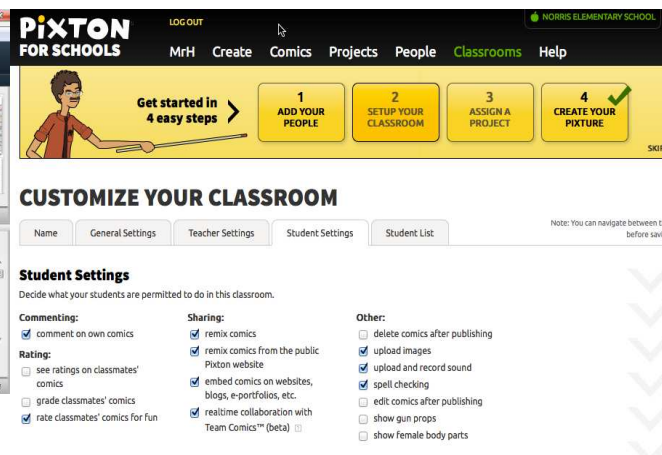 PiXTON
FOR SCHOOLS
LOG OUT
NORRIS ELEMENTARY SCHOOL
MrH Create Comics Projects People Classrooms Help
Get started in
4 easy steps
1
ADD YOUR
PEOPLE
2
SETUP YOUR
CLASSROOM
3
ASSIGN A
PROJECT
4
CREATE YOUR
PIXTURE
SKIP
CUSTOMIZE YOUR CLASSROOM
Name General Settings Teacher Settings Student Settings Student List
Note: You can navigate between
before
Student Settings
Decide what your students are permitted to do in this classroom.
Commenting:
comment on own comics
Rating:
see ratings on classmates'
comics
grade classmates' comics
rate classmates' comics for fun
Sharing:
remix comics
remix comics from the public
Pixton website
embed comics on websites,
blogs, e-portfolios, etc.
realtime collaboration with
Team Comics™ (beta)
Other:
delete comics after publishing
upload images
upload and record sound
spell checking
edit comics after publishing
show gun props
show female body parts